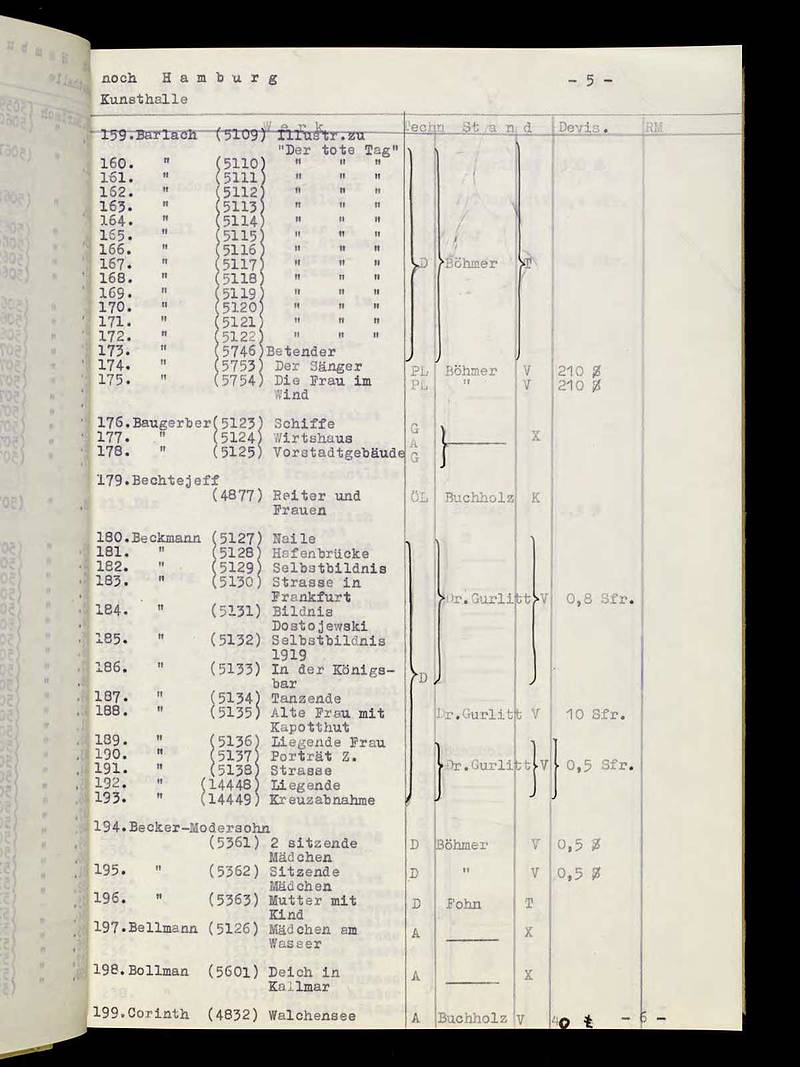 noch H a m b u r g - 5 -
Kunsthalle
W e r k Techn S t a n d Devis. RM
159.Barlach (5109) Illustr.zu
"Der tote Tag"
160. " (5110) " " "
161. " (5111) " " "
162. " (5112) " " "
163. " (5113) " " "
164. " (5114) " " "
165. " (5115) " " "
166. " (5116) " " "
167. " (5117) " " " D Böhmer T
168. " (5118) " " "
169. " (5119) " " "
170. " (5120) " " "
171. " (5121) " " "
172. " (5122) " " "
173. " (5746)Betender
174. " (5753) Der Sänger PL Böhmer V 210 $
175. " (5754) Die Frau im PL " V 210 $
Wind
176.Baugerber(5123) Schiffe G
177. " (5124) Wirtshaus A X
178. " (5125) Vorstadtgebäude G
179.Bechtejeff
(4877) Reiter und ÖL Buchholz K
Frauen
180.Beckmann (5127) Naile
181. " (5128) Hafenbrücke
182. " (5129) Selbstbildnis
183. " (5130) Strasse in
Frankfurt Dr.Gurlitt V 0,8 Sfr.
184. " (5131) Bildnis
Dostojewski
185. " (5132) Selbstbildnis
1919
186. " (5133) In der Königs-
bar D
187. " (5134) Tanzende
188. " (5135) Alte Frau mit Dr.Gurlitt V 10 Sfr.
Kapotthut
189. " (5136) Liegende Frau
190. " (5137) Porträt Z.
191. " (5138) Strasse Dr.Gurlitt V 0,5 Sfr.
192. " (14448) Liegende
193. " (14449) Kreuzabnahme
194.Becker-Modersohn
(5361) 2 sitzende D Böhmer V 0,5 $
Mädchen
195. " (5362) Sitzende D " V 0,5 $
Mädchen
196. " (5363) Mutter mit D Fohn T
Kind
197.Bellmann (5126) Mädchen am A X
Wasser
198.Bollman (5601) Deich in A X
Kallmar
199.Corinth (4832) Walchensee A Buchholz V - 6 -